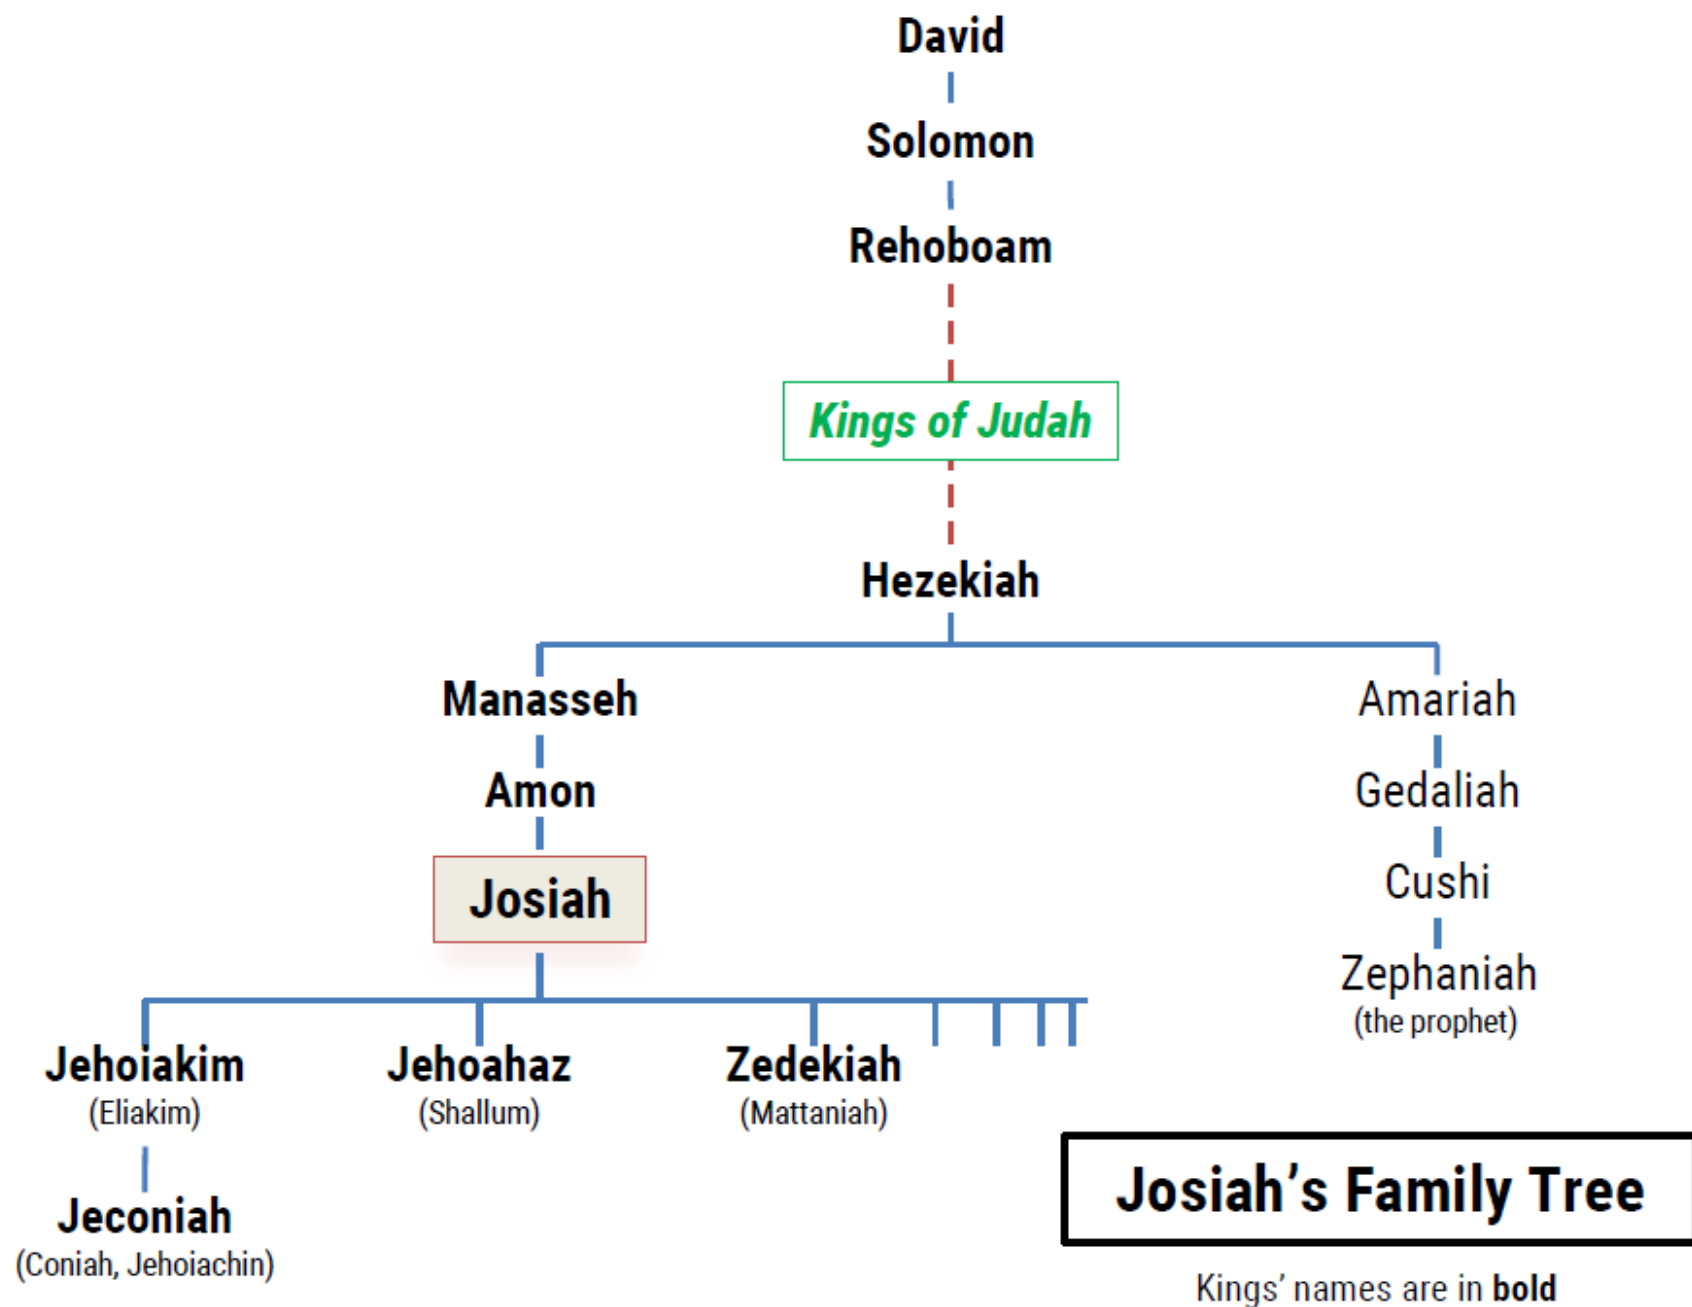 David
Solomon
Rehoboam
Kings of Judah
Hezekiah
Manasseh
Amariah
Amon
Gedaliah
Josiah
Cushi
Zephaniah
(the prophet)
Jehoiakim
(Eliakim)
Jehoahaz
(Shallum)
Zedekiah
(Mattaniah)
Jeconiah
(Coniah, Jehoiachin)
Josiah’s Family Tree
Kings’ names are in bold